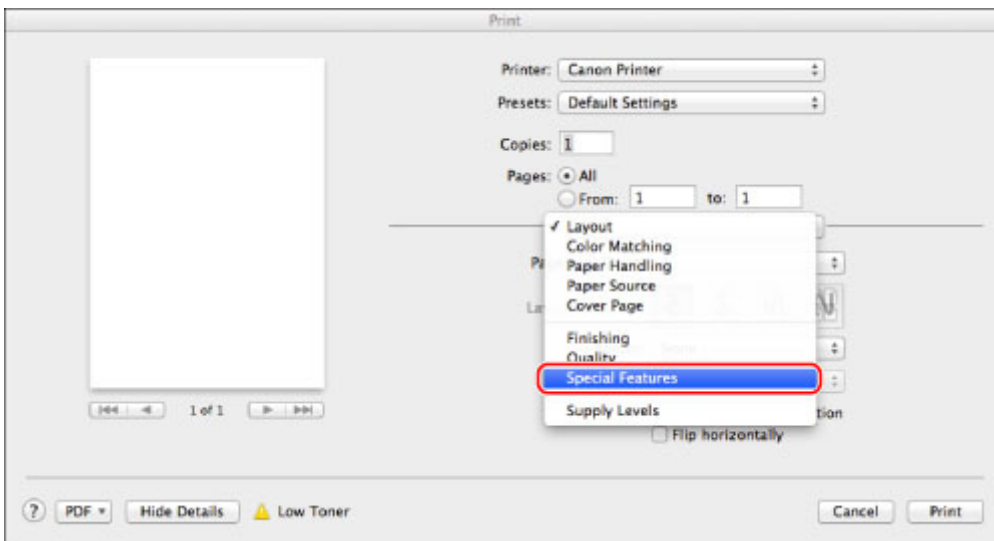 Print
Printer: Canon Printer
Presets: Default Settings
Copies: 1
Pages: All
From: 1 to: 1
✓ Layout
Color Matching
Paper Handling
Paper Source
Cover Page
Finishing
Quality
Special Features
Supply Levels
Flip horizontally
1 of 1
? PDF Hide Details Low Toner Cancel Print